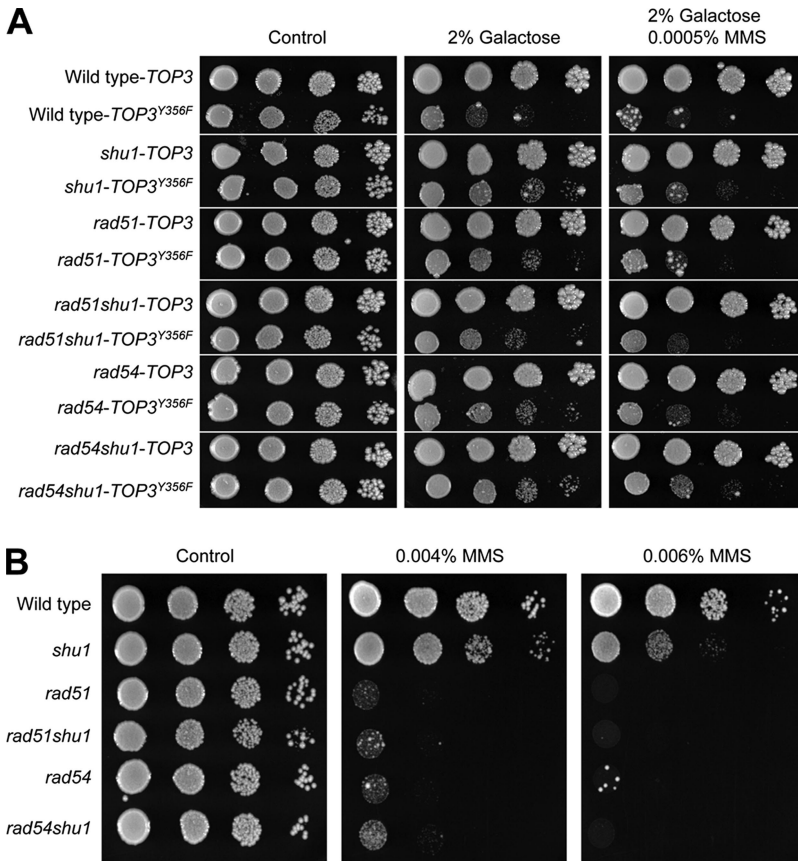 A
Control
2% Galactose
2% Galactose
0.0005% MMS
Wild type-TOP3
Wild type-TOP3Y356F
shu1-TOP3
shu1-TOP3Y356F
rad51-TOP3
rad51-TOP3Y356F
rad51shu1-TOP3
rad51shu1-TOP3Y356F
rad54-TOP3
rad54-TOP3Y356F
rad54shu1-TOP3
rad54shu1-TOP3Y356F
B
Control
0.004% MMS
0.006% MMS
Wild type
shu1
rad51
rad51shu1
rad54
rad54shu1